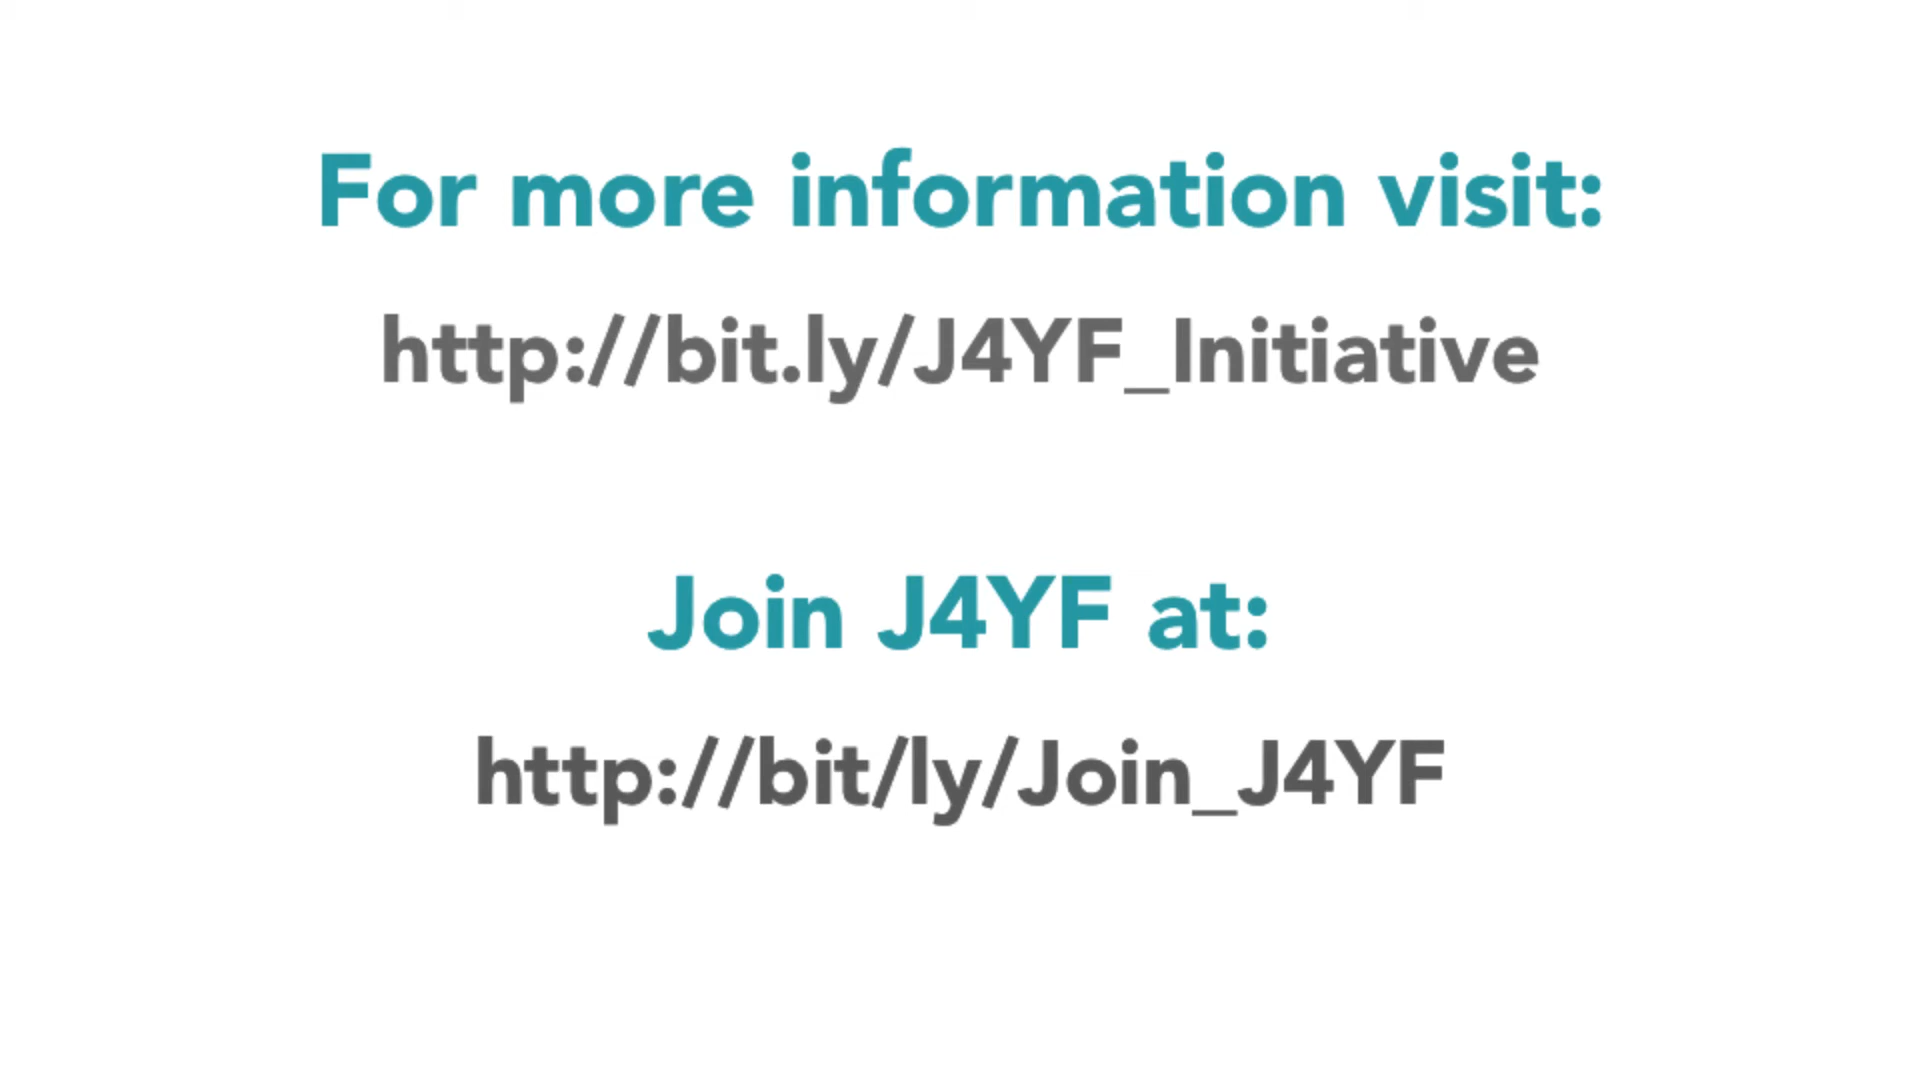 For more information visit:
http://bit.ly/J4YF_Initiative
Join J4YF at:
http://bit/ly/Join_J4YF